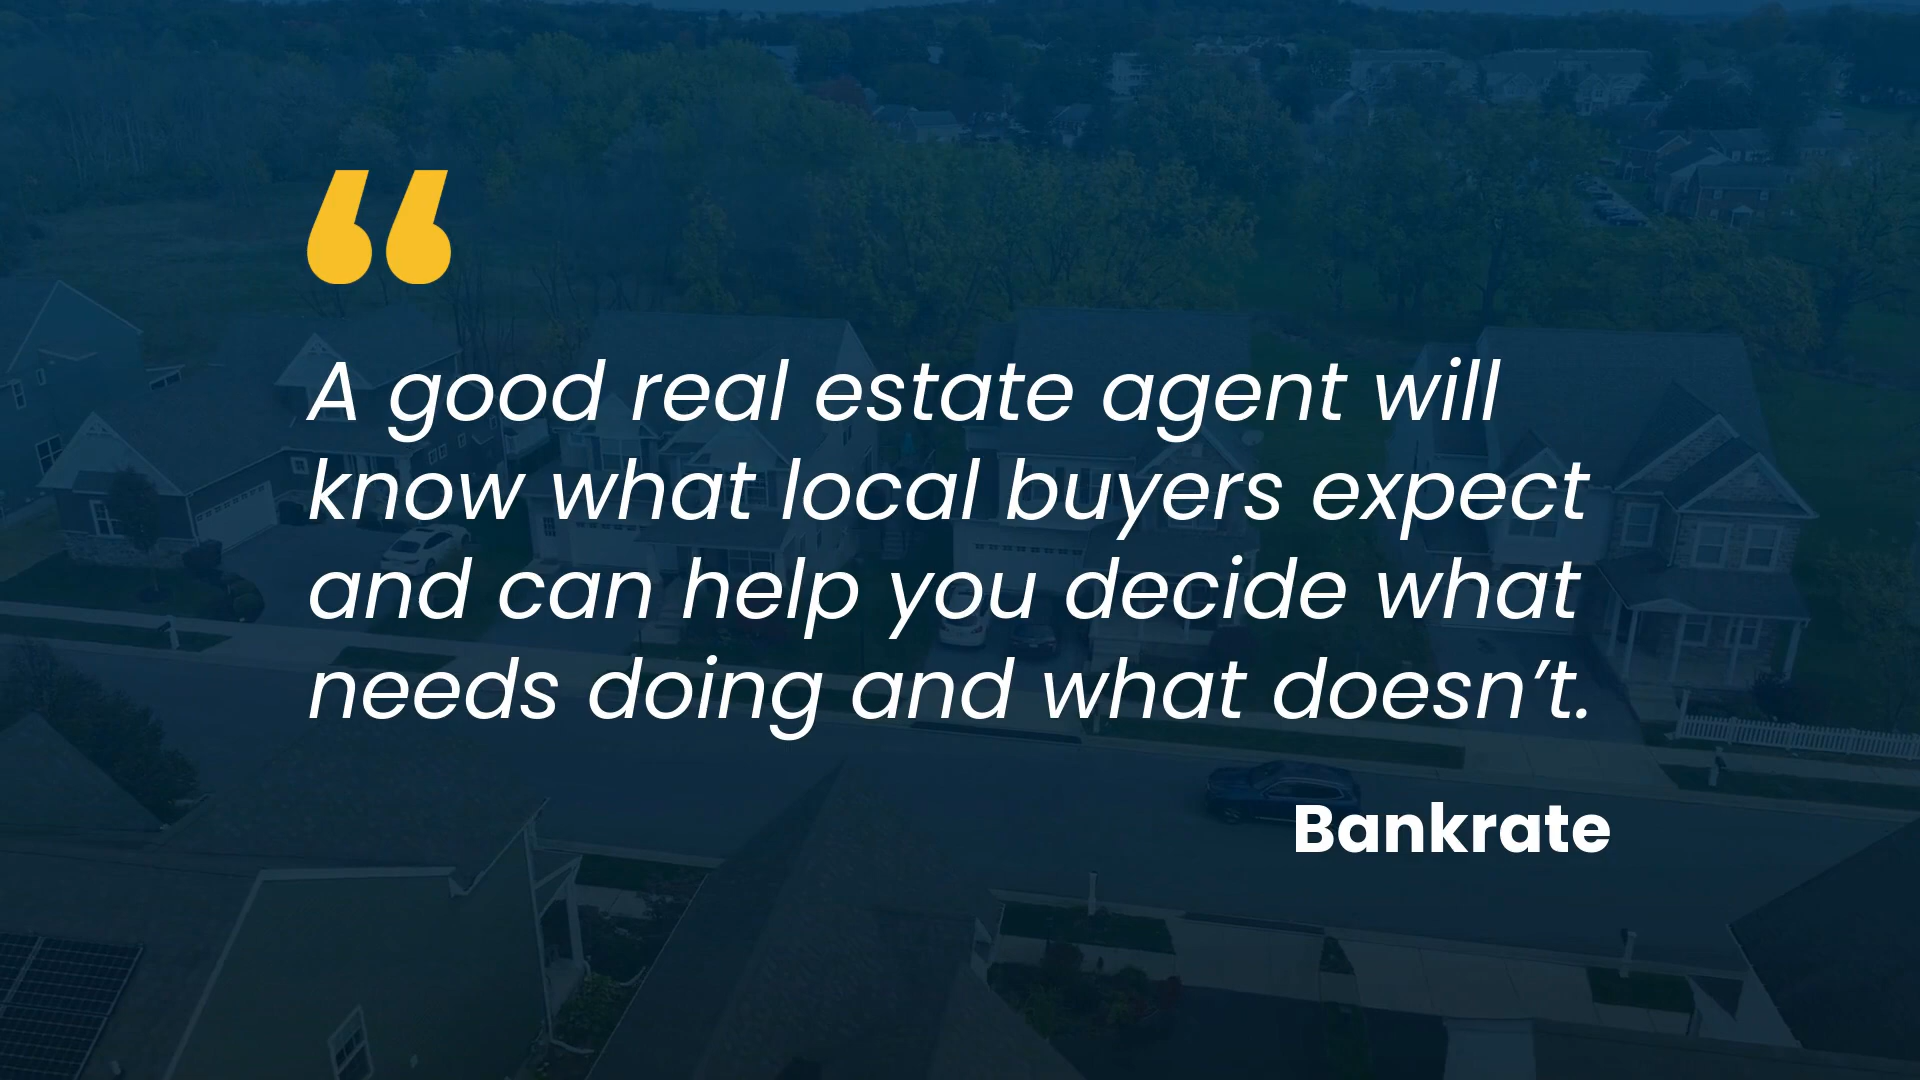 “
A good real estate agent will
know what local buyers expect
and can help you decide what
needs doing and what doesn’t.
Bankrate